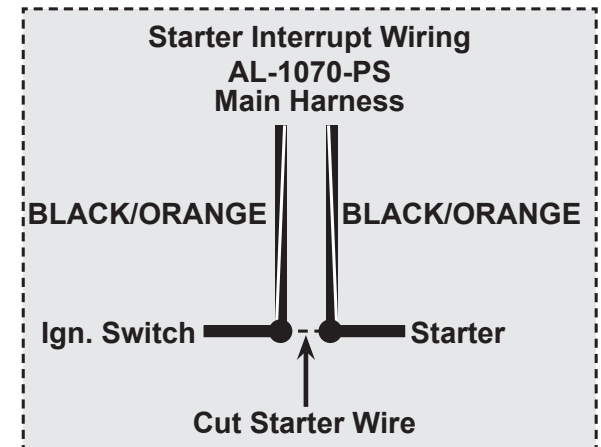 Starter Interrupt Wiring
AL-1070-PS
Main Harness
BLACK/ORANGE BLACK/ORANGE
Ign. Switch Starter
Cut Starter Wire